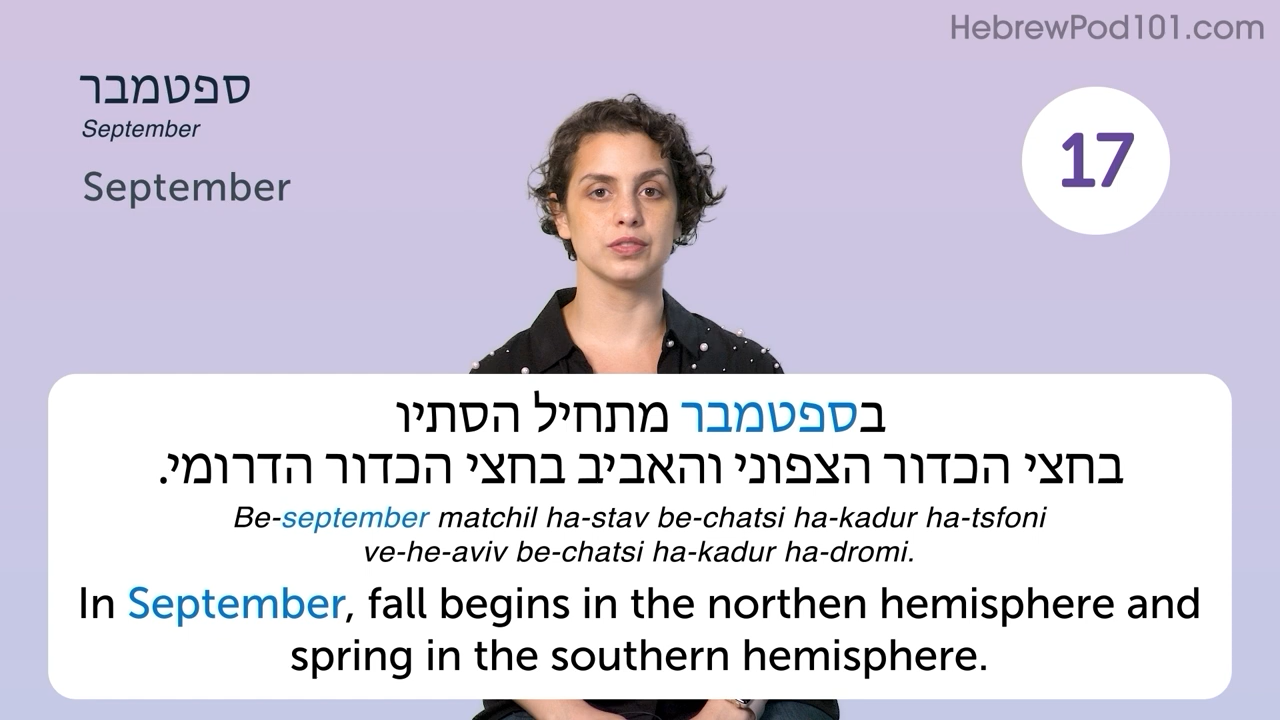 HebrewPod101.com
ספטמבר
September
September
17
בספטמבר מתחיל הסתיו
בחצי הכדור הצפוני והאביב בחצי הכדור הדרומי.
Be-september matchil ha-stav be-chatsi ha-kadur ha-tsfoni
ve-he-aviv be-chatsi ha-kadur ha-dromi.
In September, fall begins in the northen hemisphere and
spring in the southern hemisphere.